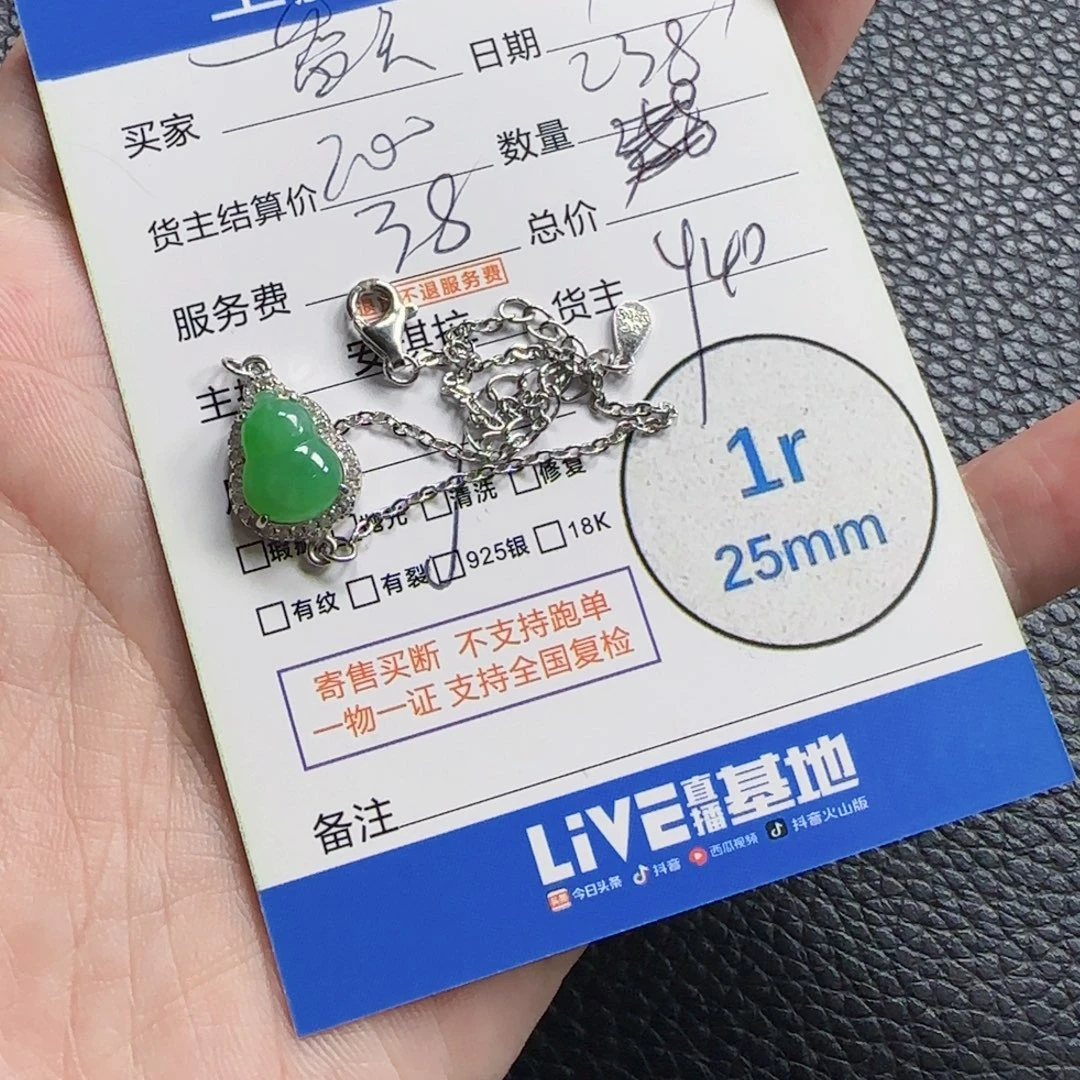 日期
买家
238
数量
货主结算价 200
总价
服务费 38
不退服务费
货主 440
1r
25mm
清洗 修复
有纹 有裂 925银 18K
寄售买断 不支持跑单
一物一证 支持全国复检
备注
LiVE直播基地
今日头条 抖音 西瓜视频 抖音火山版